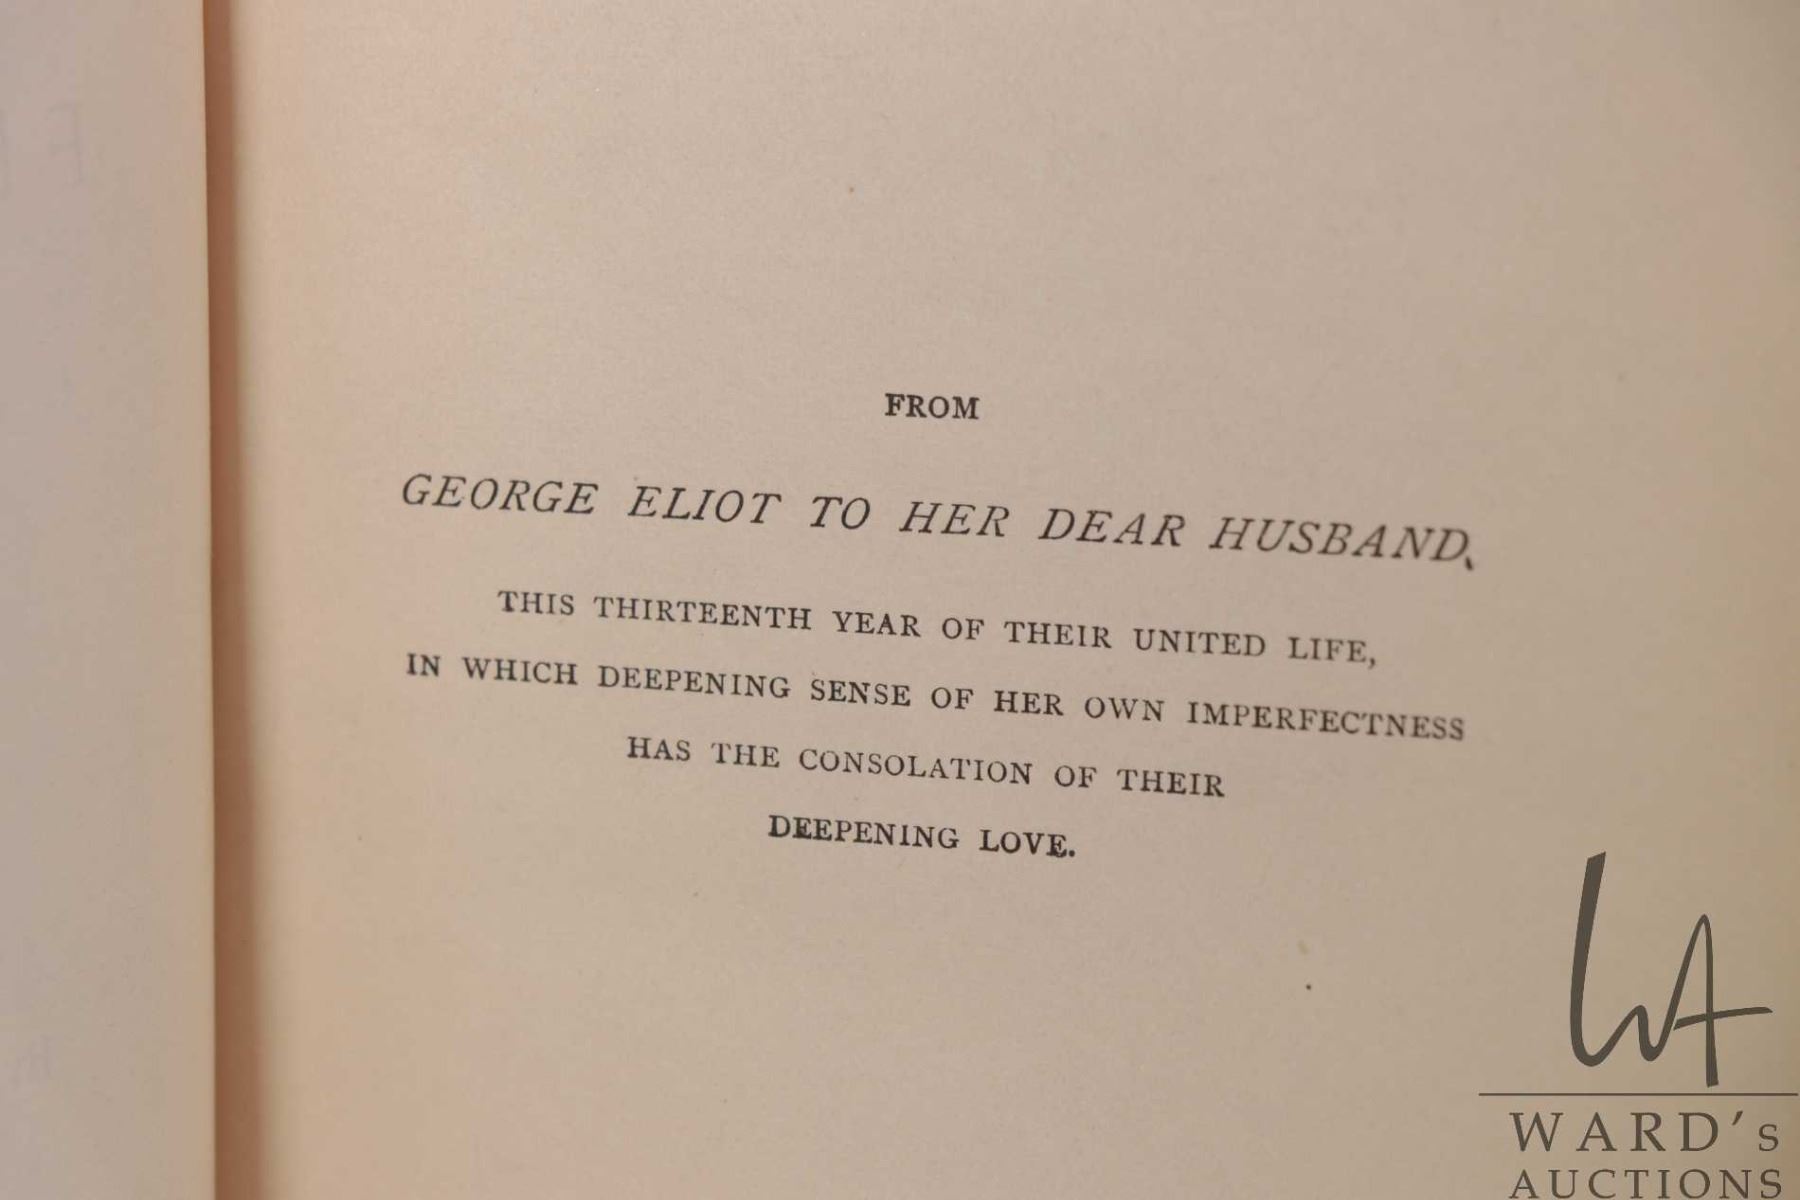 FROM
GEORGE ELIOT TO HER DEAR HUSBAND,
THIS THIRTEENTH YEAR OF THEIR UNITED LIFE,
IN WHICH DEEPENING SENSE OF HER OWN IMPERFECTNESS
HAS THE CONSOLATION OF THEIR
DEEPENING LOVE.
WA
WARD's
AUCTIONS